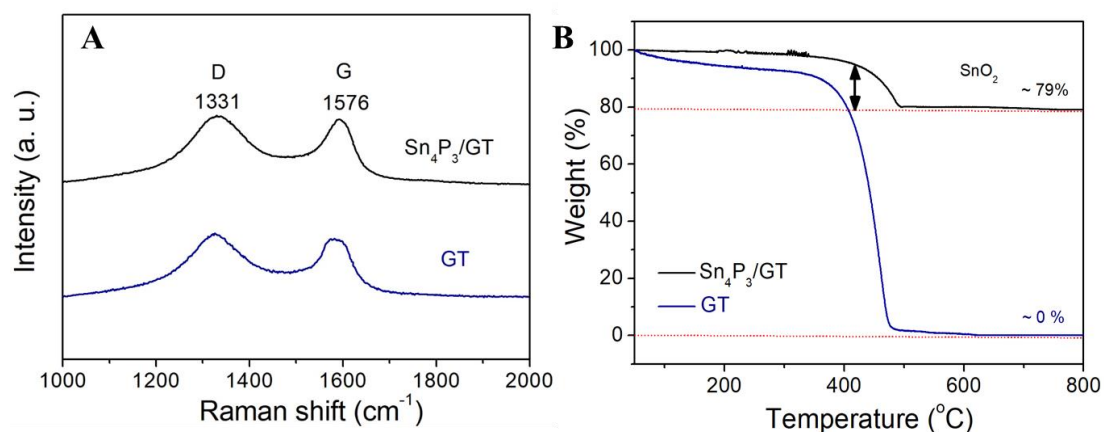 A
D
G
1331
1576
Sn₄P₃/GT
GT
Intensity (a. u.)
1000
1200
1400
1600
1800
2000
Raman shift (cm⁻¹)
B
100
80
60
40
20
0
SnO₂
~ 79%
Sn₄P₃/GT
GT
~ 0 %
Weight (%)
200
400
600
800
Temperature (°C)